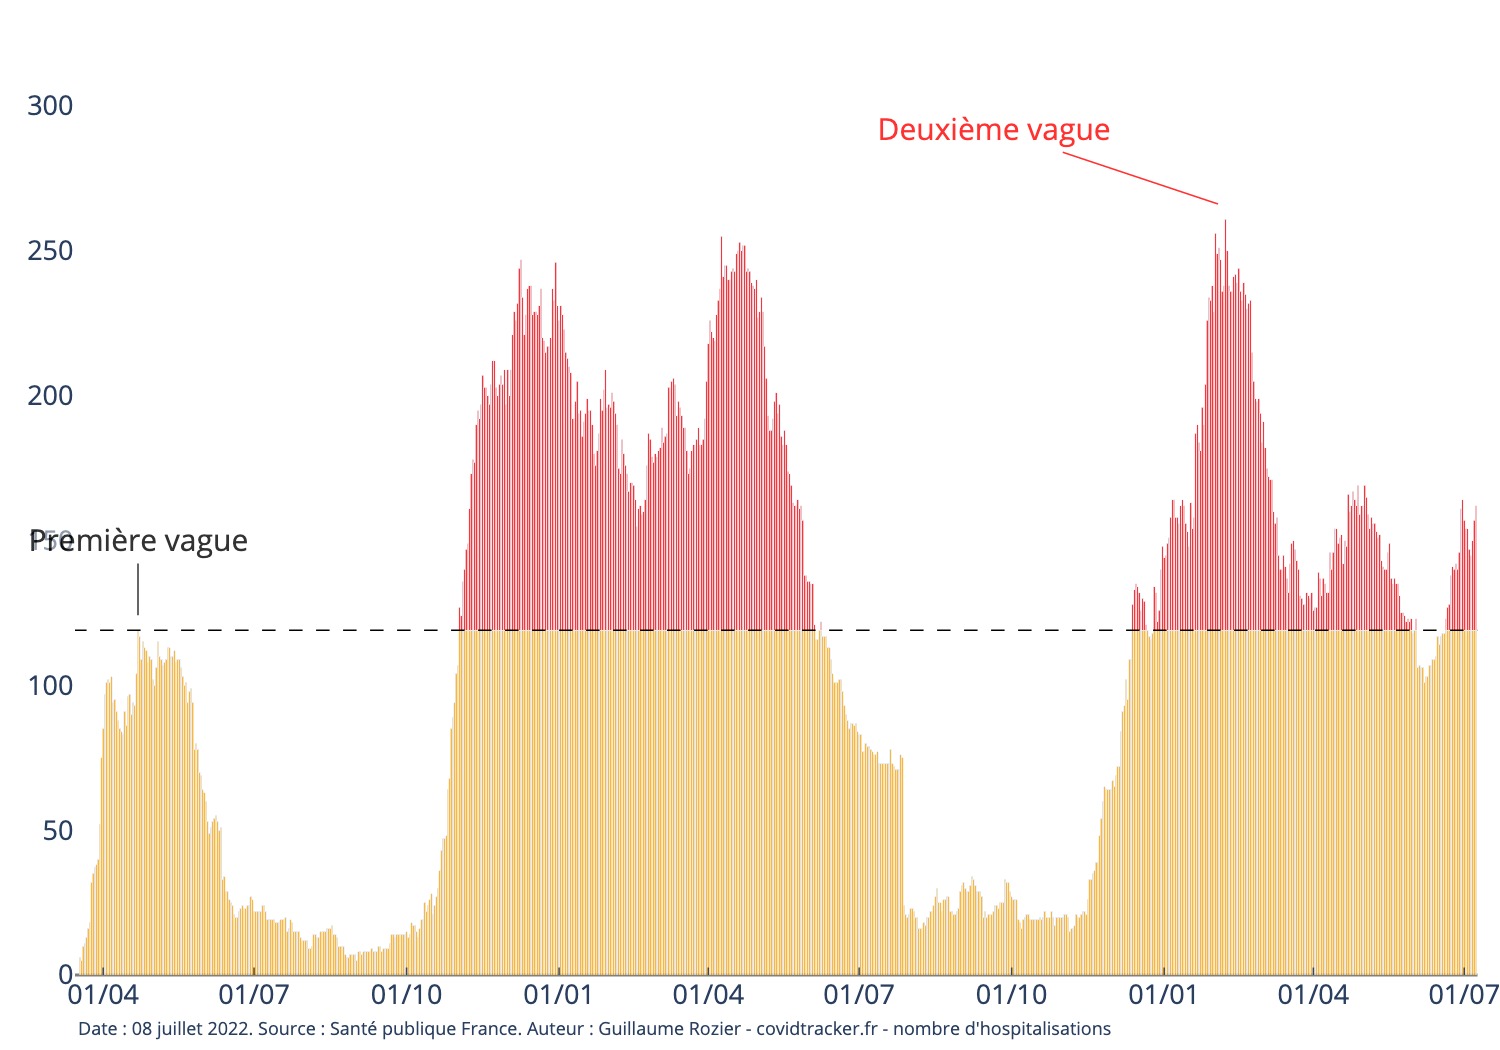 300
Deuxième vague
250
200
150
Première vague
100
50
0
01/04 01/07 01/10 01/01 01/04 01/07 01/10 01/01 01/04 01/07
Date : 08 juillet 2022. Source : Santé publique France. Auteur : Guillaume Rozier - covidtracker.fr - nombre d'hospitalisations